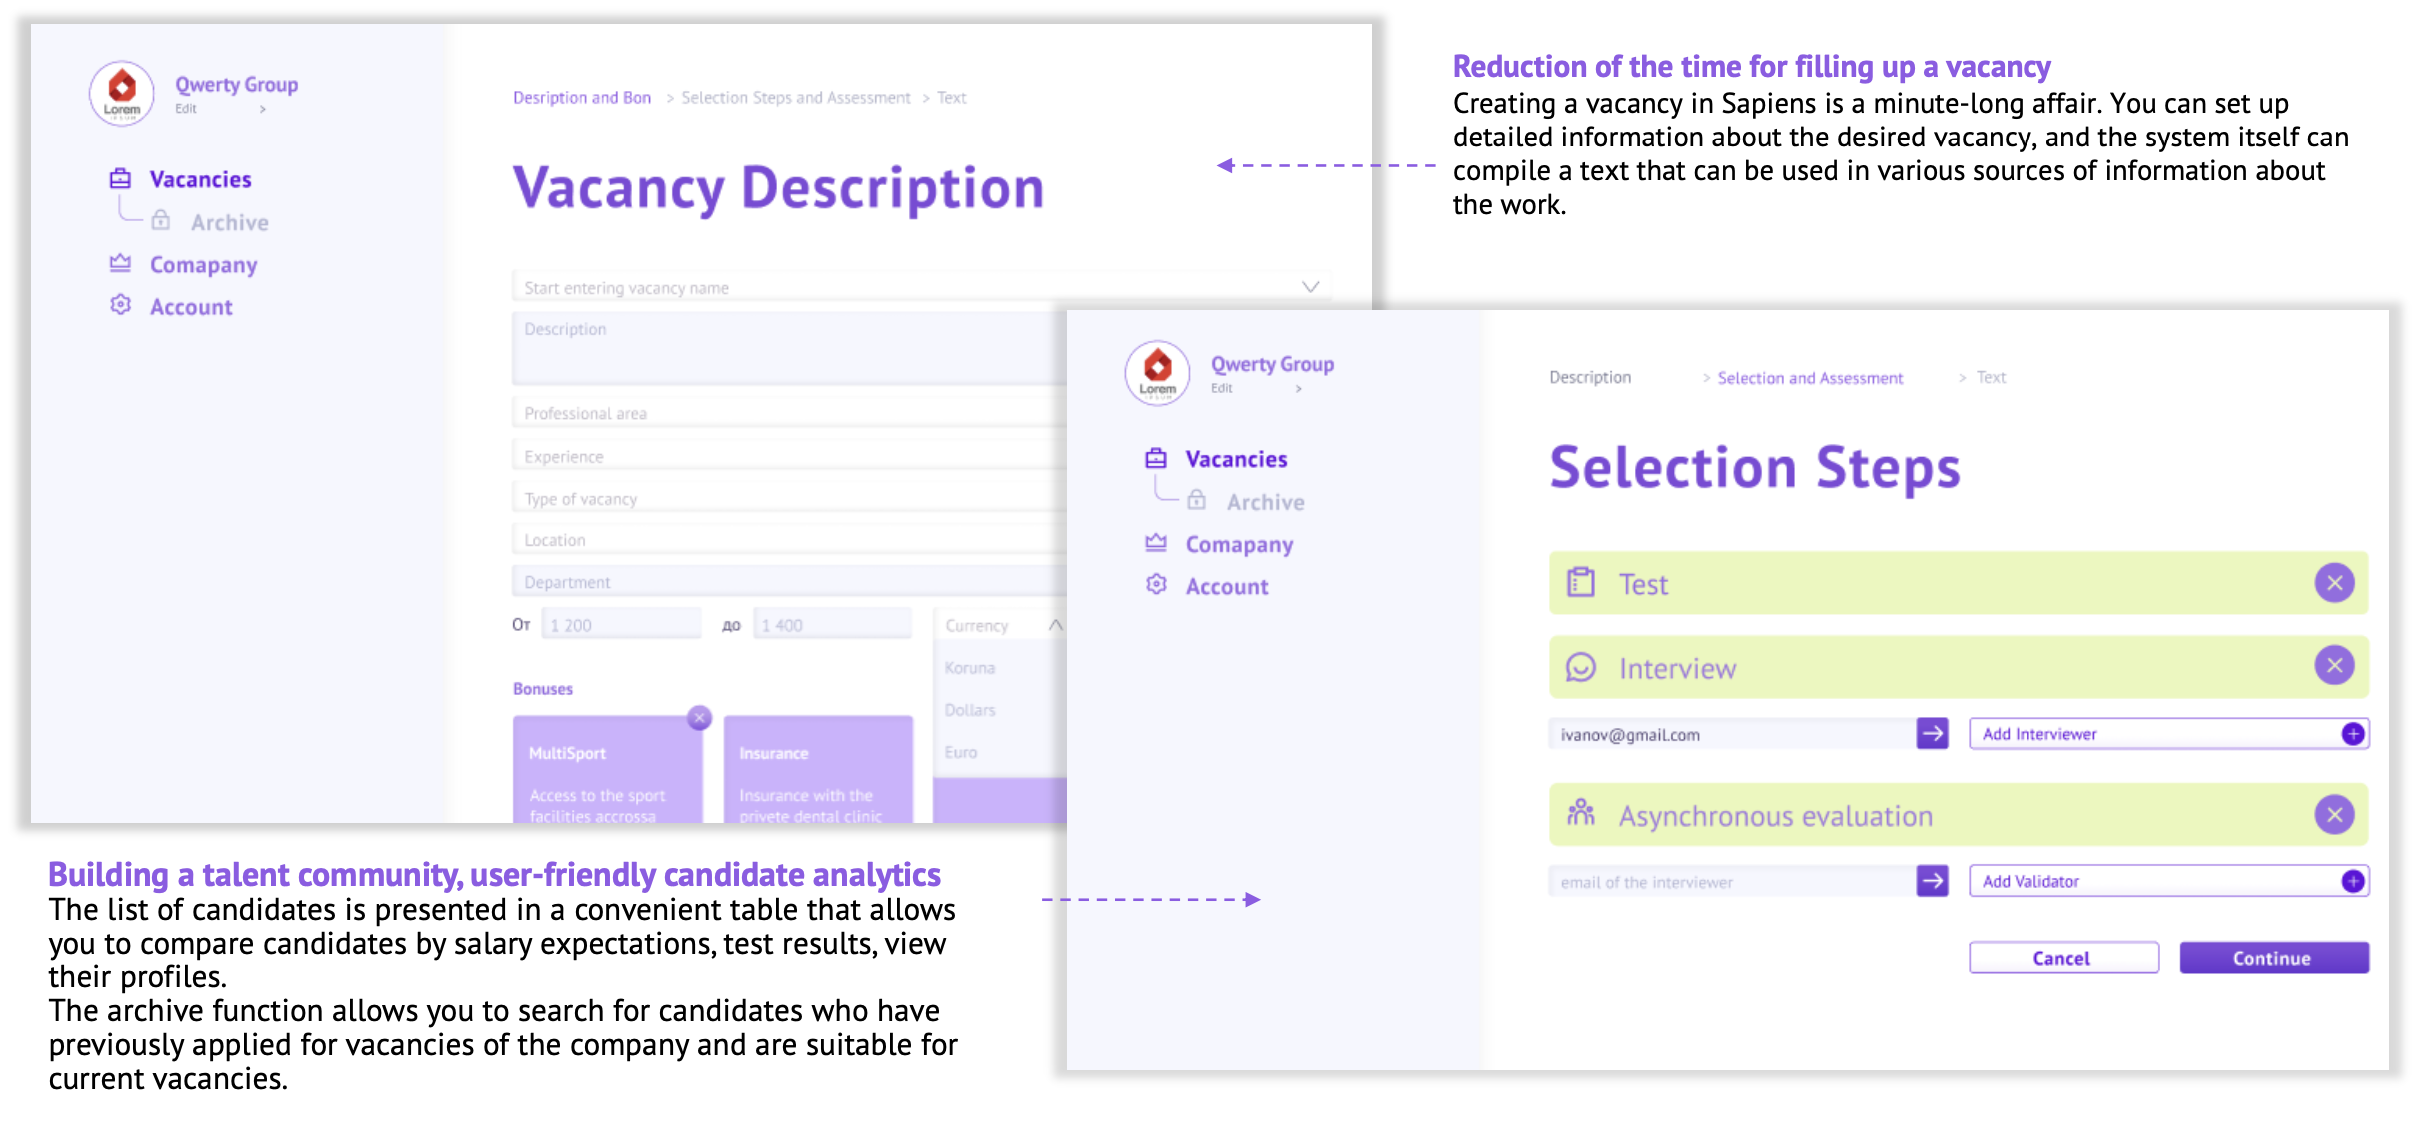 Lorem
IPSUM
Qwerty Group
Edit >
Vacancies
Archive
Comapany
Account
Desription and Bon > Selection Steps and Assessment > Text
Vacancy Description
Start entering vacancy name
Description
Professional area
Experience
Type of vacancy
Location
Department
От 1 200 до 1 400
Currency
Koruna
Dollars
Euro
Bonuses
MultiSport
Access to the sport
facilities accrossa
Insurance
Insurance with the
privete dental clinic
Reduction of the time for filling up a vacancy
Creating a vacancy in Sapiens is a minute-long affair. You can set up
detailed information about the desired vacancy, and the system itself can
compile a text that can be used in various sources of information about
the work.
Lorem
IPSUM
Qwerty Group
Edit >
Vacancies
Archive
Comapany
Account
Description > Selection and Assessment > Text
Selection Steps
Test
Interview
ivanov@gmail.com
Add Interviewer
Asynchronous evaluation
email of the interviewer
Add Validator
Cancel
Continue
Building a talent community, user-friendly candidate analytics
The list of candidates is presented in a convenient table that allows
you to compare candidates by salary expectations, test results, view
their profiles.
The archive function allows you to search for candidates who have
previously applied for vacancies of the company and are suitable for
current vacancies.